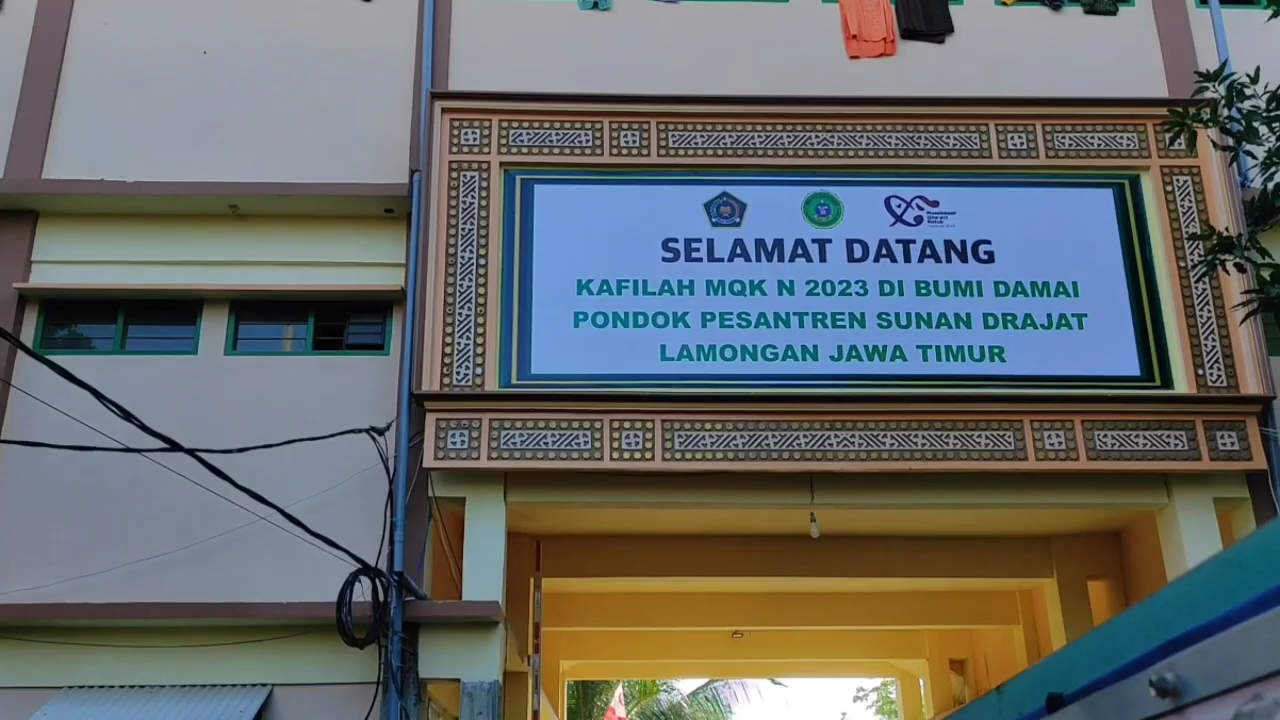 SELAMAT DATANG
KAFILAH MQK N 2023 DI BUMI DAMAI
PONDOK PESANTREN SUNAN DRAJAT
LAMONGAN JAWA TIMUR